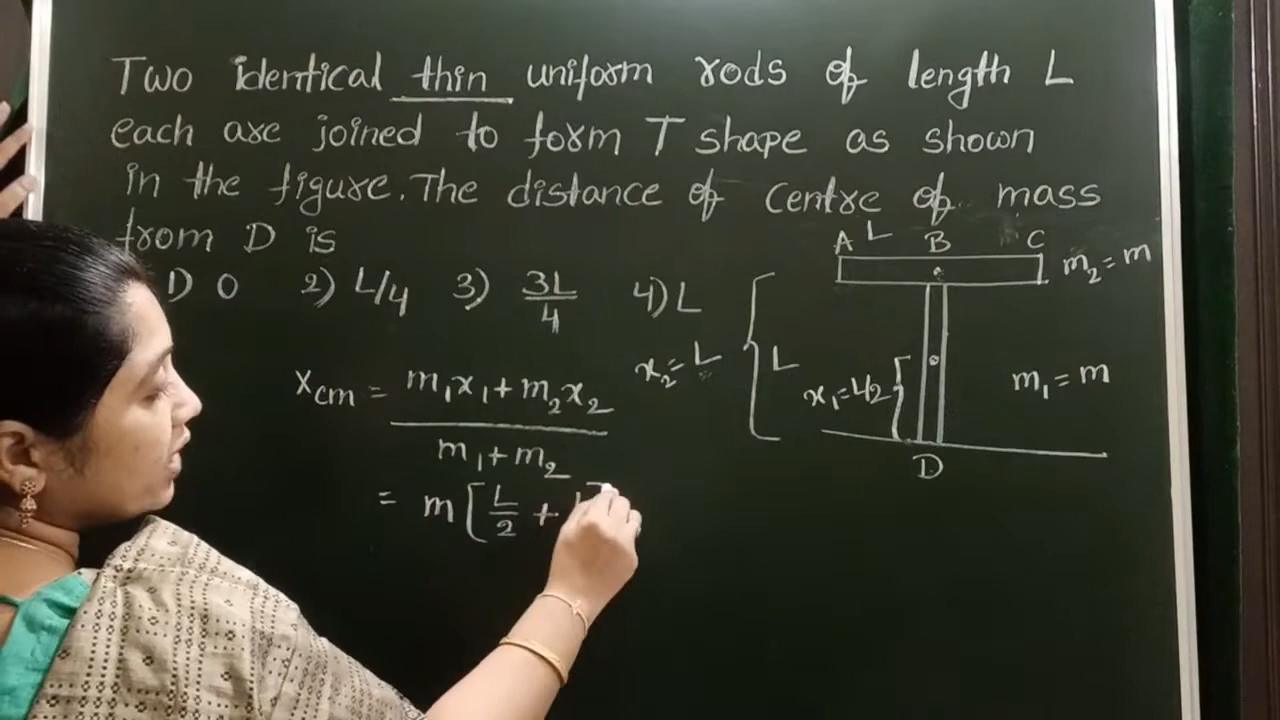 Two identical thin uniform rods of length L
each are joined to form T shape as shown
in the figure. The distance of centre of mass
from D is
1) 0 2) L/4 3) 3L/4 4) L
A L B C
m₂ = m
x₂ = L
L
x₁ = L/2
m₁ = m
D
xcm = m₁x₁ + m₂x₂
m₁ + m₂
= m [ L/2 +